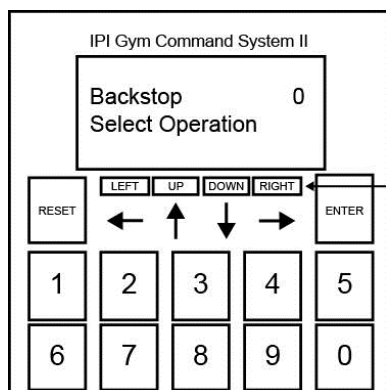 IPI Gym Command System II
Backstop 0
Select Operation
RESET LEFT UP DOWN RIGHT ENTER
1 2 3 4 5
6 7 8 9 0